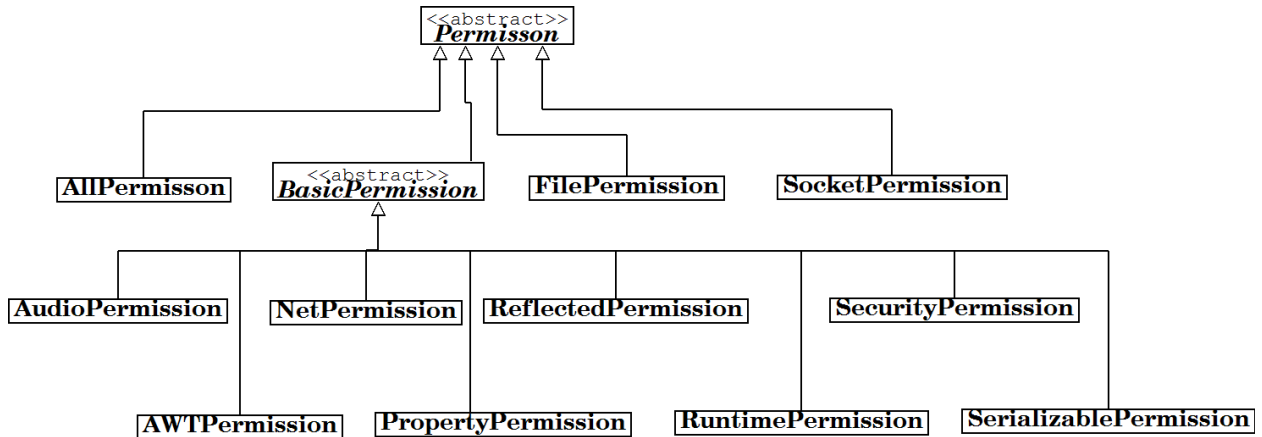 <<abstract>>
Permisson
AllPermisson
<<abstract>>
BasicPermission
FilePermission
SocketPermission
AudioPermission
NetPermission
ReflectedPermission
SecurityPermission
AWTPermission
PropertyPermission
RuntimePermission
SerializablePermission